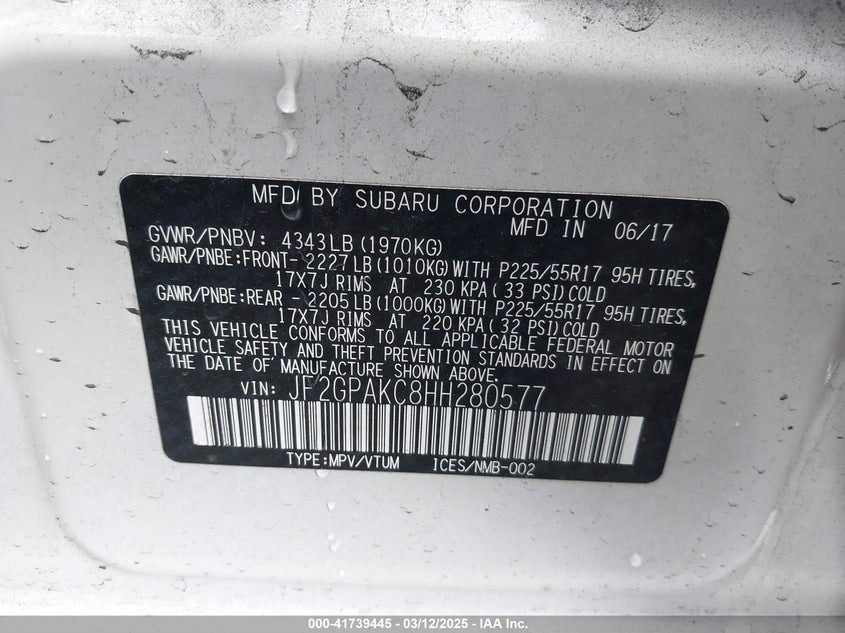 MFD BY SUBARU CORPORATION
MFD IN 06/17
GVWR/PNBV: 4343LB(1970KG)
GAWR/PNBE:FRONT- 2227LB(1010KG)WITH P225/55R17 95H TIRES,
17X7J RIMS AT 230 KPA( 33 PSI)COLD
GAWR/PNBE:REAR - 2205LB(1000KG)WITH P225/55R17 95H TIRES,
17X7J RIMS AT 220 KPA( 32 PSI)COLD
THIS VEHICLE CONFORMS TO ALL APPLICABLE FEDERAL MOTOR
VEHICLE SAFETY AND THEFT PREVENTION STANDARDS IN EFFECT ON
THE DATE OF MANUFACTURE SHOWN ABOVE.
VIN: JF2GPAKC8HH280577
TYPE:MPV/VTUM ICES/NMB-002
000-41739445 - 03/12/2025 - IAA Inc.